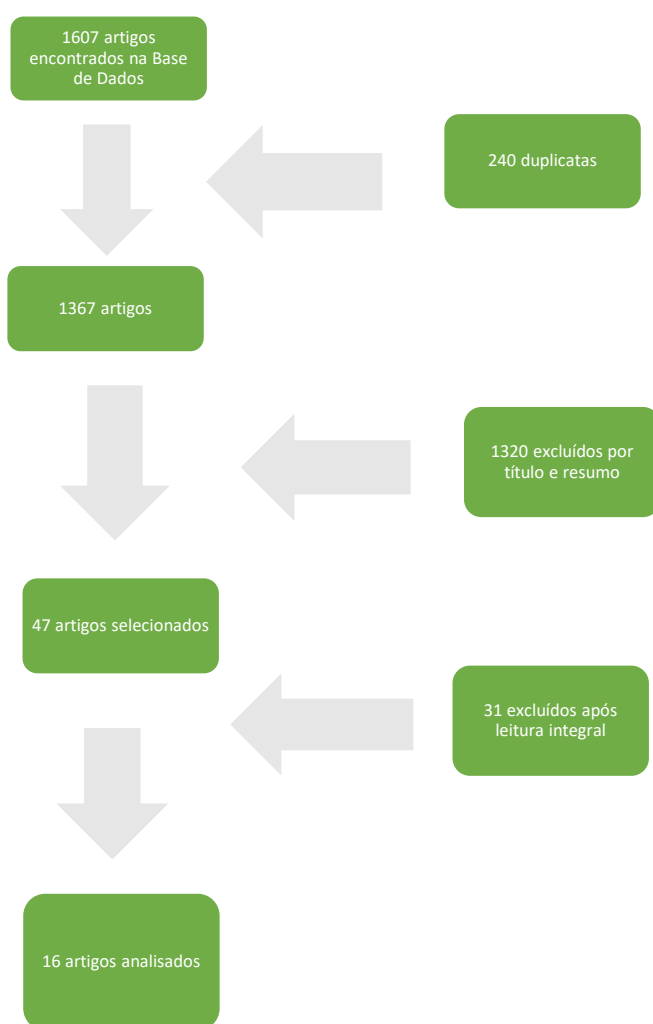 1607 artigos
encontrados na Base
de Dados
240 duplicatas
1367 artigos
1320 excluídos por
título e resumo
47 artigos selecionados
31 excluídos após
leitura integral
16 artigos analisados